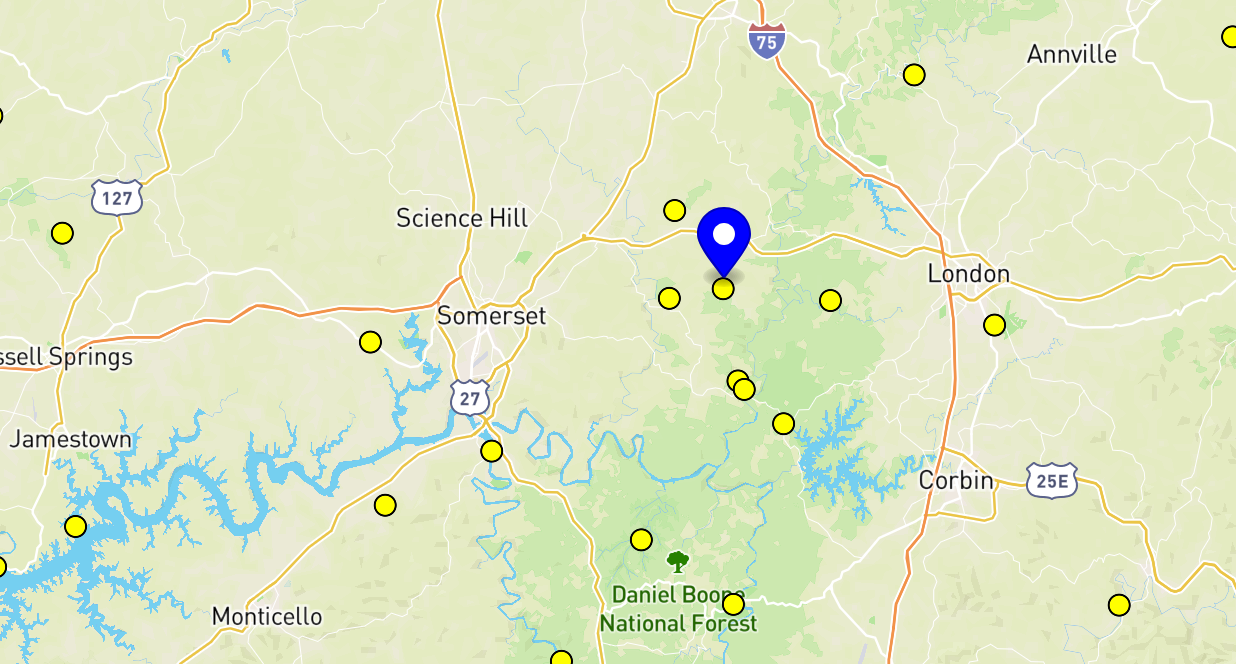 75
Annville
127
Science Hill
London
Somerset
ssell Springs
27
Jamestown
Corbin
25E
Daniel Boone
National Forest
Monticello